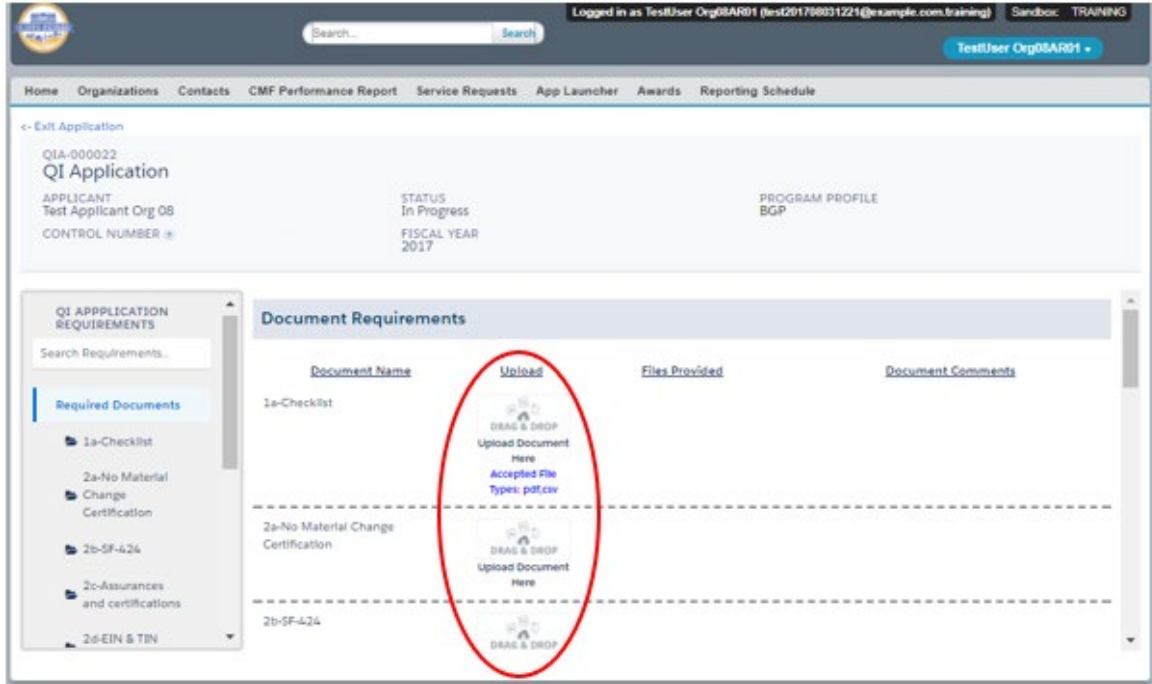 Logged in as TestUser Org08AR01 (test201708031221@example.com.training) Sandbox: TRAINING
Search... Search
TestUser Org08AR01
Home Organizations Contacts CMF Performance Report Service Requests App Launcher Awards Reporting Schedule
<- Exit Application
QIA-000022
QI Application
APPLICANT STATUS PROGRAM PROFILE
Test Applicant Org 08 In Progress BGP
CONTROL NUMBER FISCAL YEAR
2017
QI APPPLICATION
REQUIREMENTS
Search Requirements...
Required Documents
1a-Checklist
2a-No Material
Change
Certification
2b-SF-424
2c-Assurances
and certifications
2d-EIN & TIN
Document Requirements
Document Name Upload Files Provided Document Comments
1a-Checklist
DRAG & DROP
Upload Document
Here
Accepted File
Types: pdf,csv
2a-No Material Change
Certification
DRAG & DROP
Upload Document
Here
2b-SF-424
DRAG & DROP